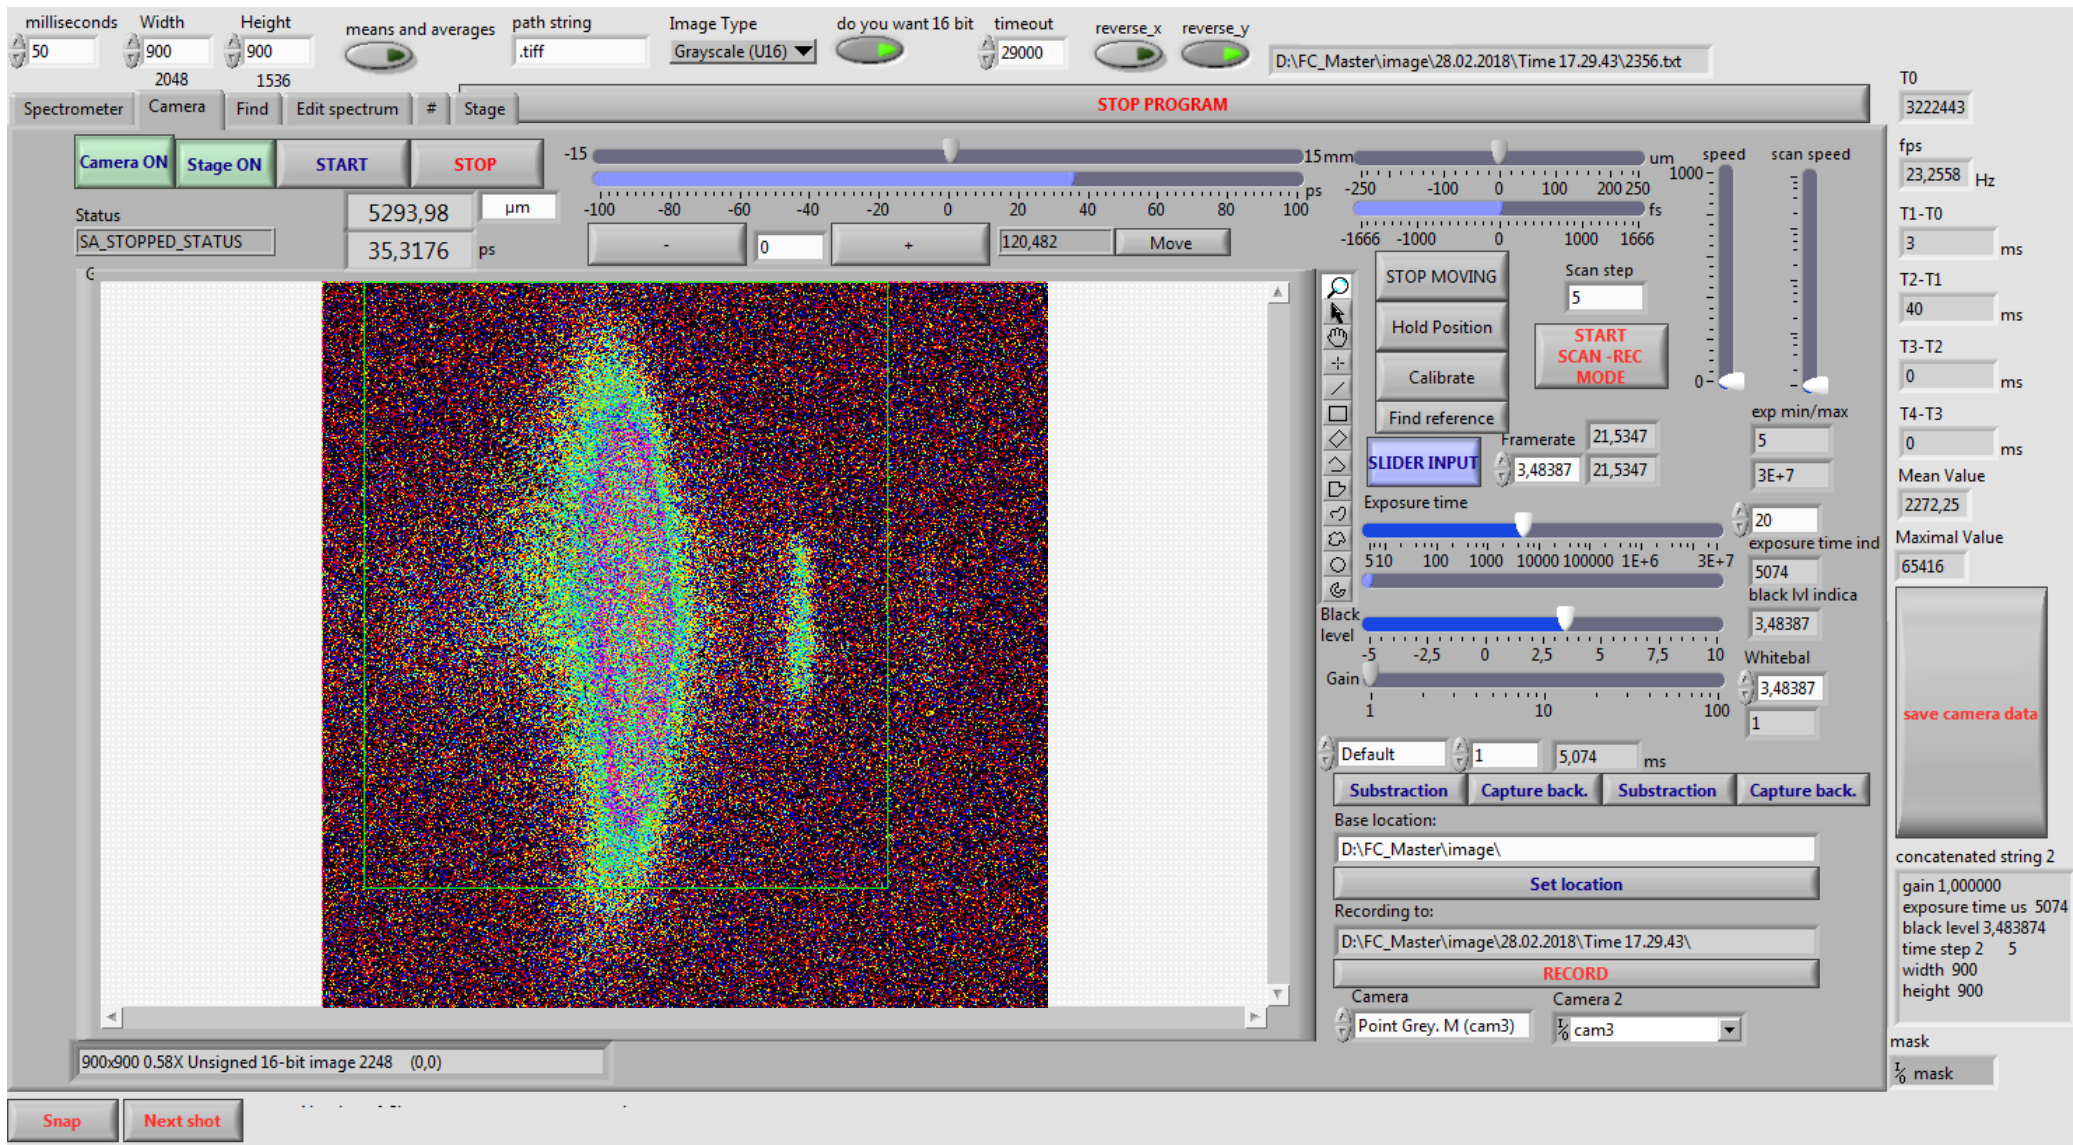 milliseconds Width Height means and averages path string Image Type do you want 16 bit timeout reverse_x reverse_y
50 900 900 .tiff Grayscale (U16) 29000 D:\FC_Master\image\28.02.2018\Time 17.29.43\2356.txt
2048 1536
Spectrometer Camera Find Edit spectrum # Stage STOP PROGRAM
T0
3222443
fps
23,2558 Hz
T1-T0
3 ms
T2-T1
40 ms
T3-T2
0 ms
T4-T3
0 ms
Mean Value
2272,25
Maximal Value
65416
save camera data
concatenated string 2
gain 1,000000
exposure time us 5074
black level 3,483874
time step 2 5
width 900
height 900
mask
mask
Camera ON Stage ON START STOP
Status
SA_STOPPED_STATUS
5293,98 µm
35,3176 ps
-15 15 mm
ps
-100 -80 -60 -40 -20 0 20 40 60 80 100
- 0 + 120,482 Move
um
-250 -100 0 100 200 250
fs
-1666 -1000 0 1000 1666
speed scan speed
1000
0
STOP MOVING
Hold Position
Calibrate
Find reference
SLIDER INPUT
Scan step
5
START
SCAN -REC
MODE
Framerate 21,5347
3,48387 21,5347
exp min/max
5
3E+7
Exposure time
20
510 100 1000 10000 100000 1E+6 3E+7
exposure time ind
5074
black lvl indica
3,48387
Black
level
-5 -2,5 0 2,5 5 7,5 10
Whitebal
3,48387
1
Gain
1 10 100
Default 1 5,074 ms
Substraction Capture back. Substraction Capture back.
Base location:
D:\FC_Master\image\
Set location
Recording to:
D:\FC_Master\image\28.02.2018\Time 17.29.43\
RECORD
Camera Camera 2
Point Grey. M (cam3) cam3
900x900 0.58X Unsigned 16-bit image 2248 (0,0)
Snap Next shot